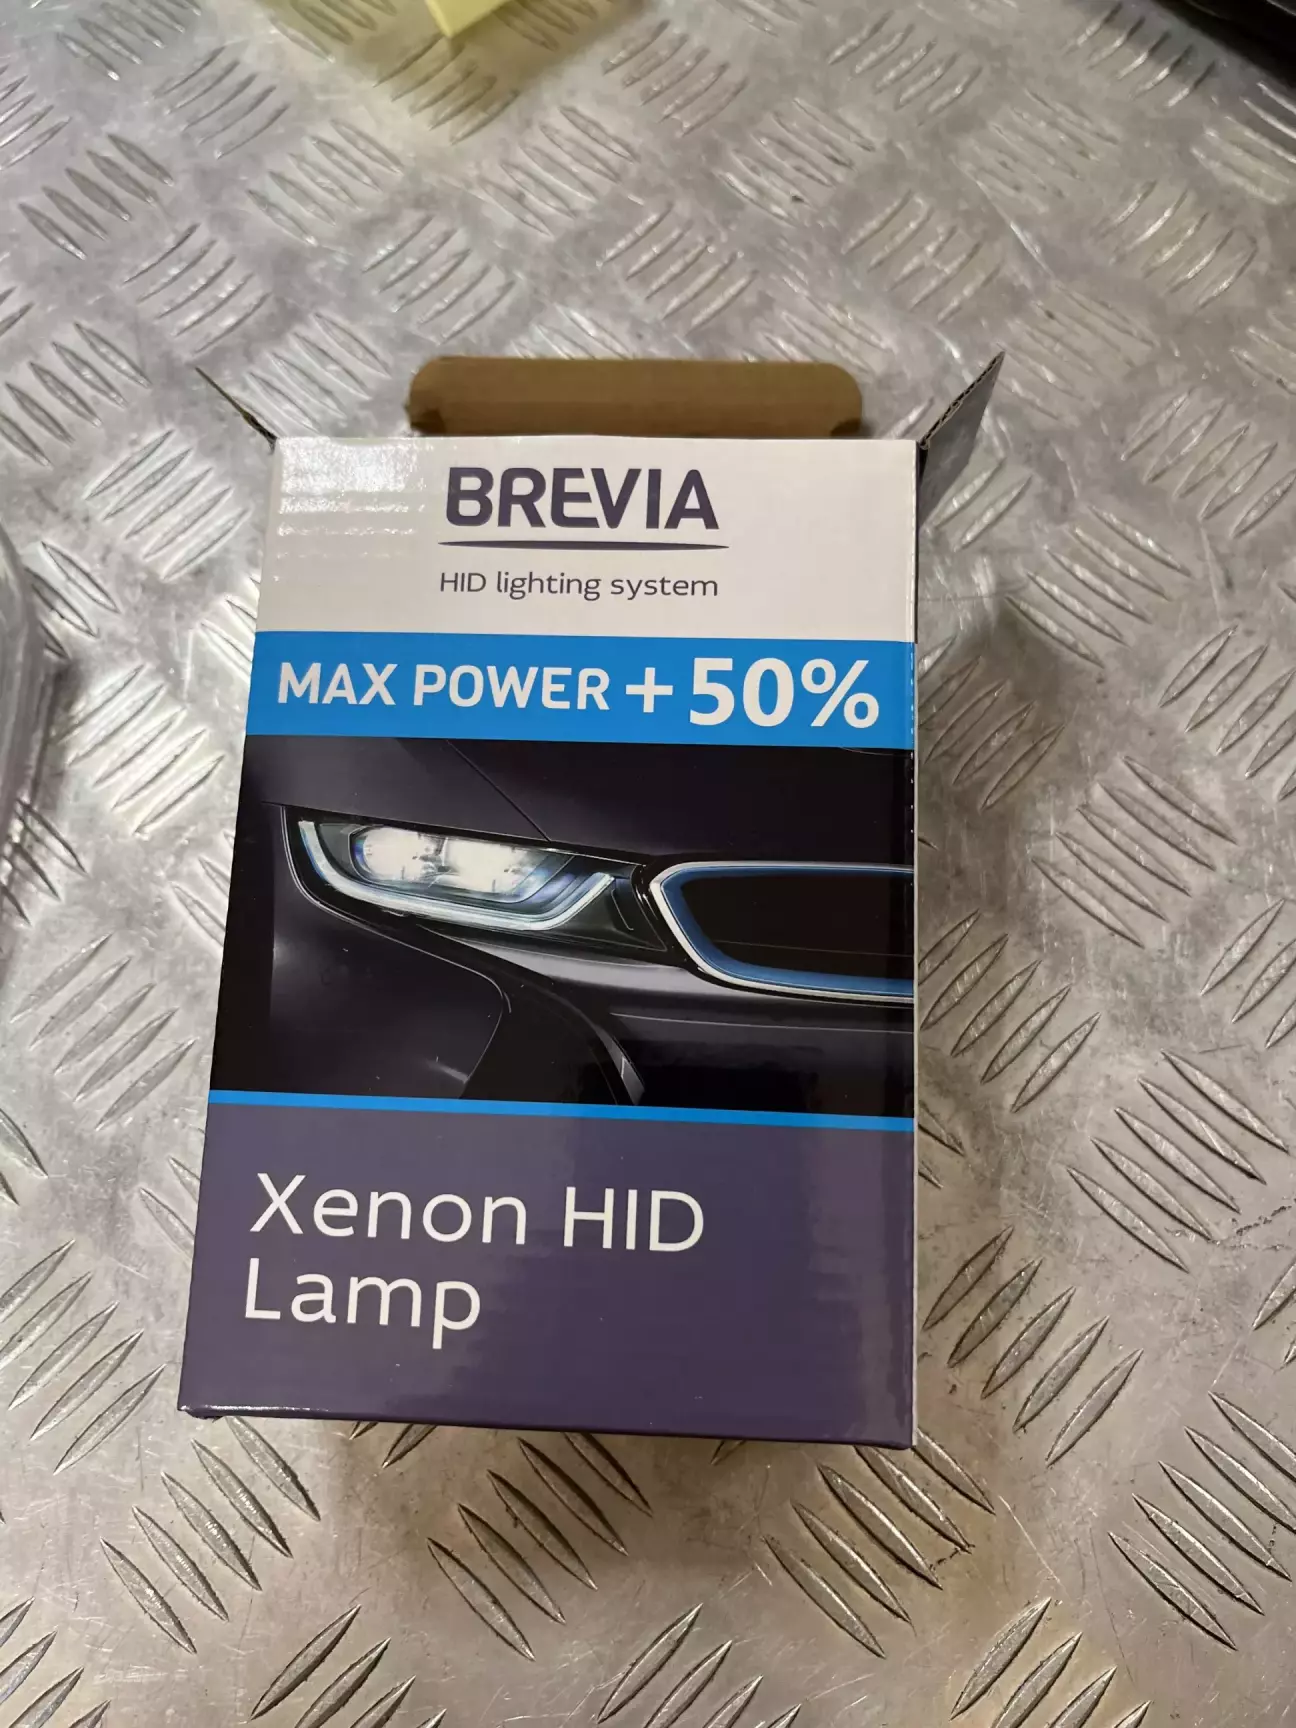 BREVIA
HID lighting system
MAX POWER +50%
Xenon HID
Lamp